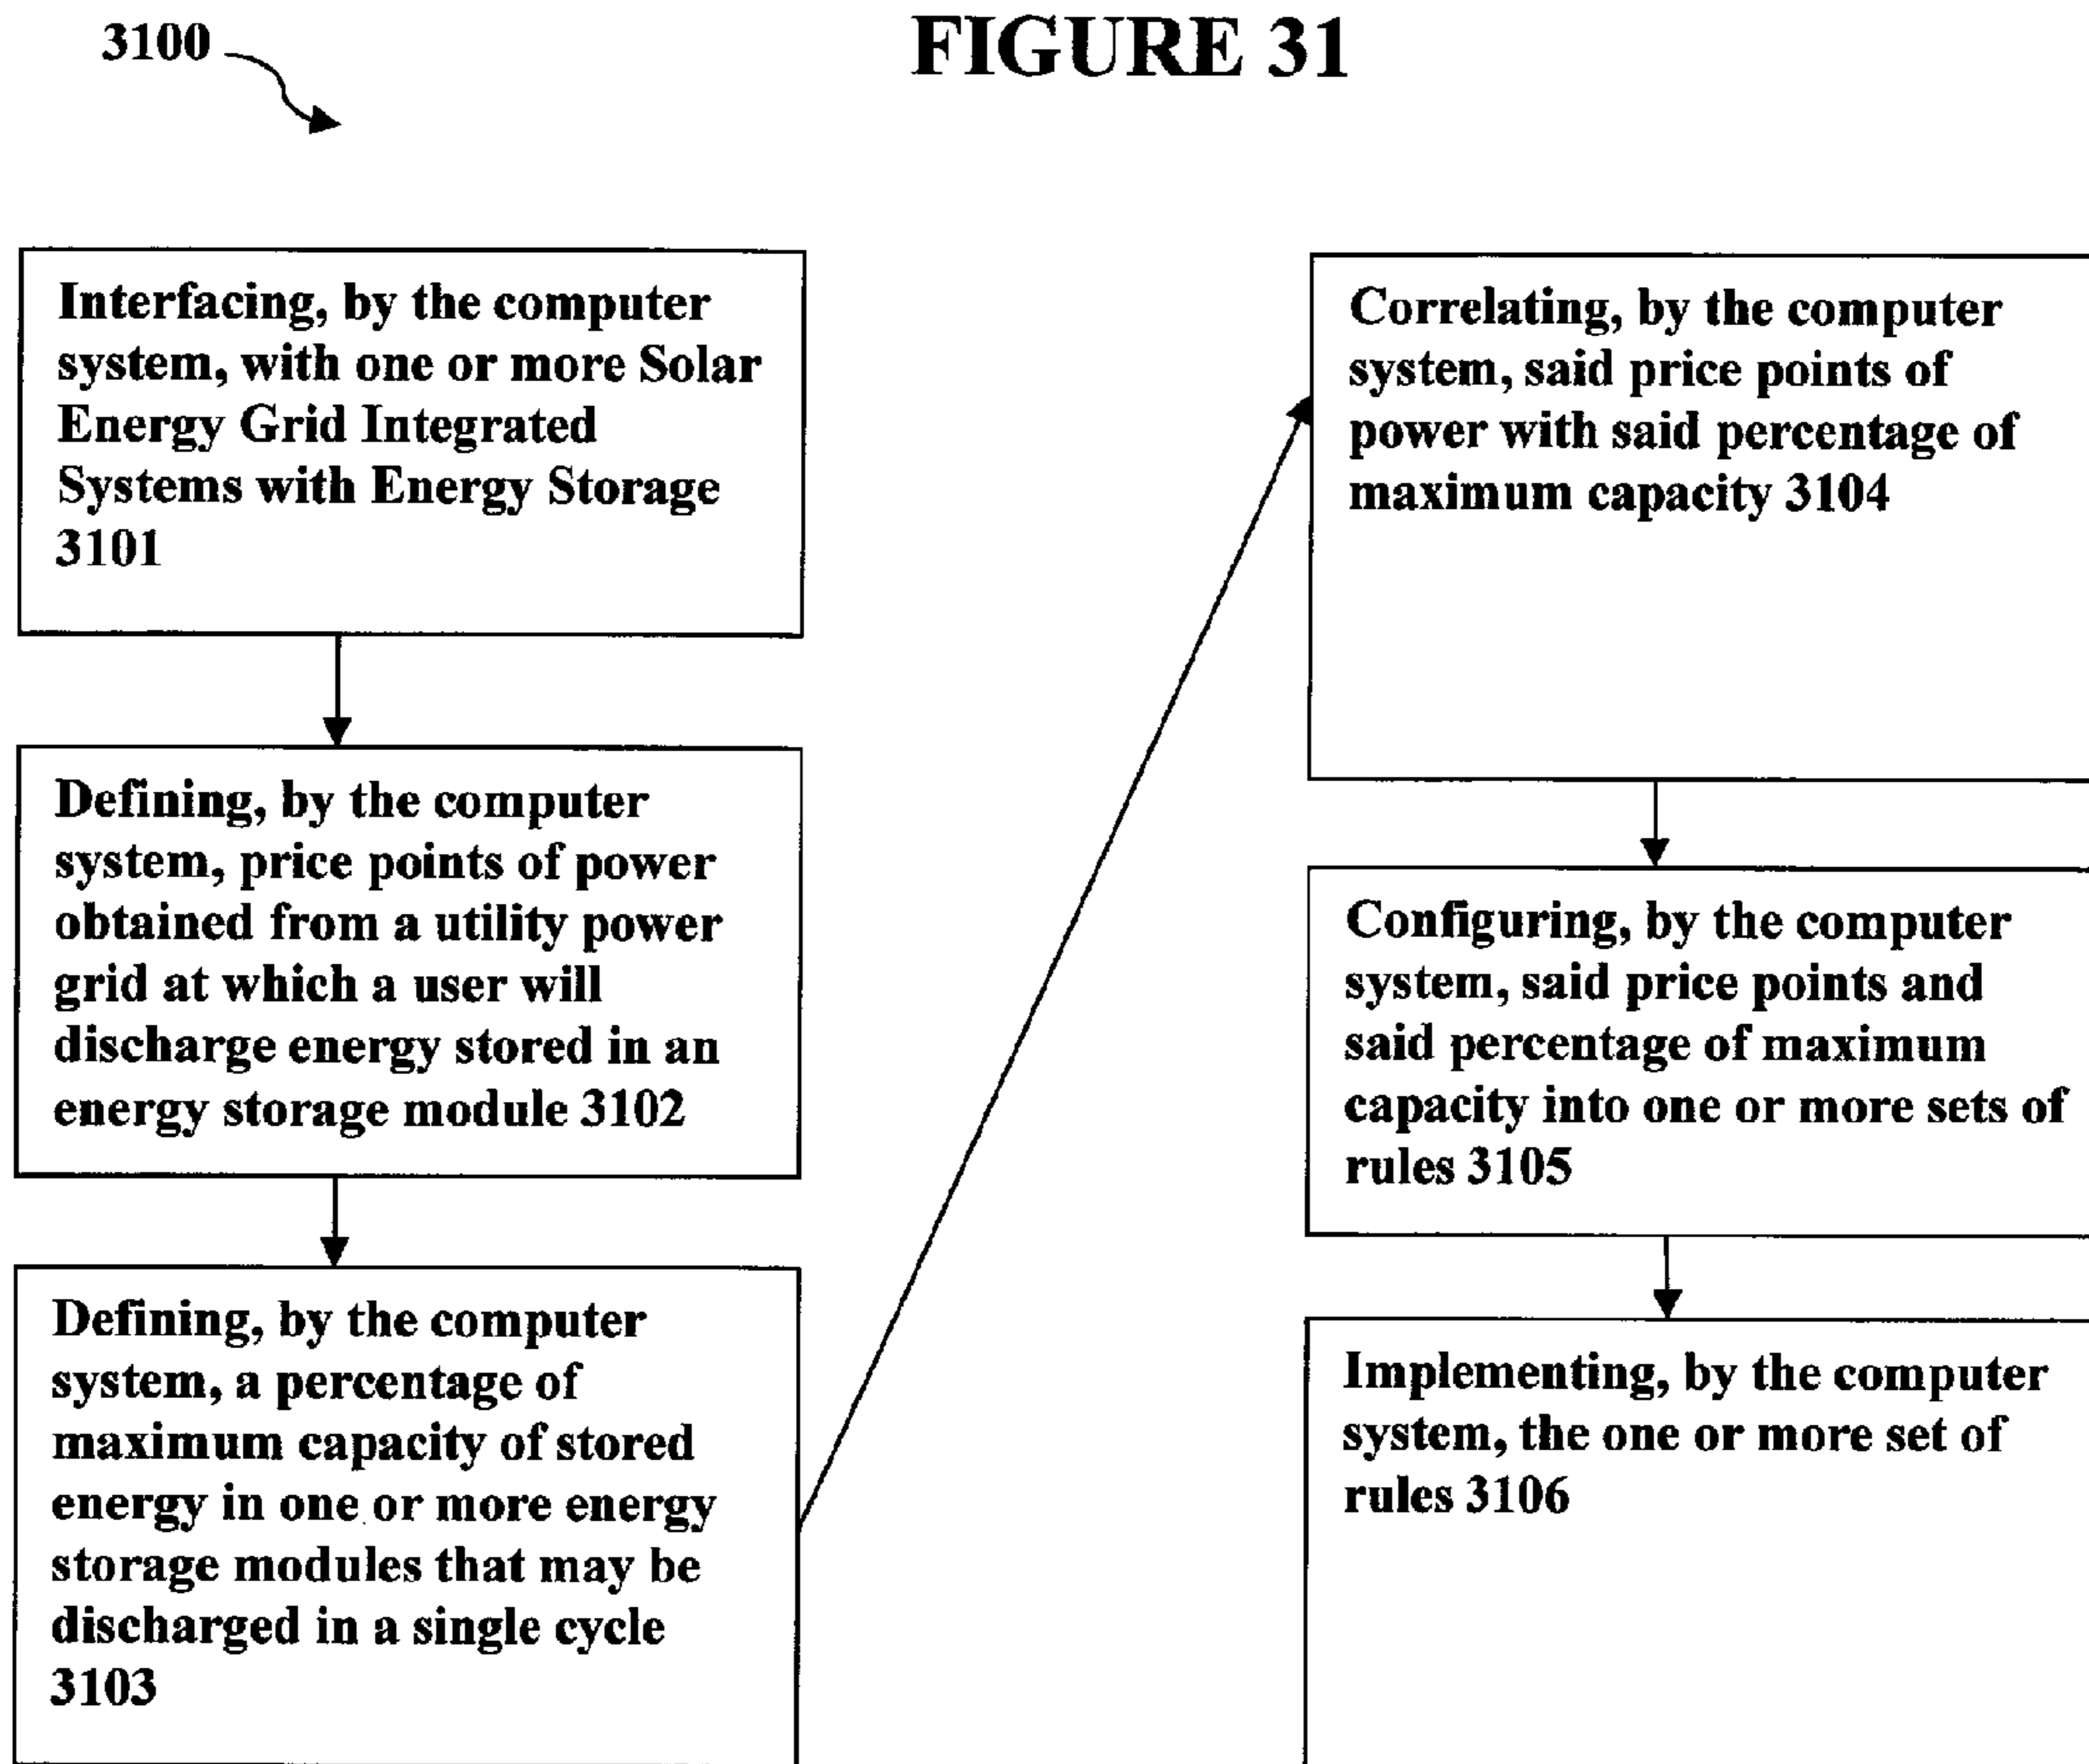 3100
FIGURE 31
Interfacing, by the computer
system, with one or more Solar
Energy Grid Integrated
Systems with Energy Storage
3101
Defining, by the computer
system, price points of power
obtained from a utility power
grid at which a user will
discharge energy stored in an
energy storage module 3102
Defining, by the computer
system, a percentage of
maximum capacity of stored
energy in one or more energy
storage modules that may be
discharged in a single cycle
3103
Correlating, by the computer
system, said price points of
power with said percentage of
maximum capacity 3104
Configuring, by the computer
system, said price points and
said percentage of maximum
capacity into one or more sets of
rules 3105
Implementing, by the computer
system, the one or more set of
rules 3106